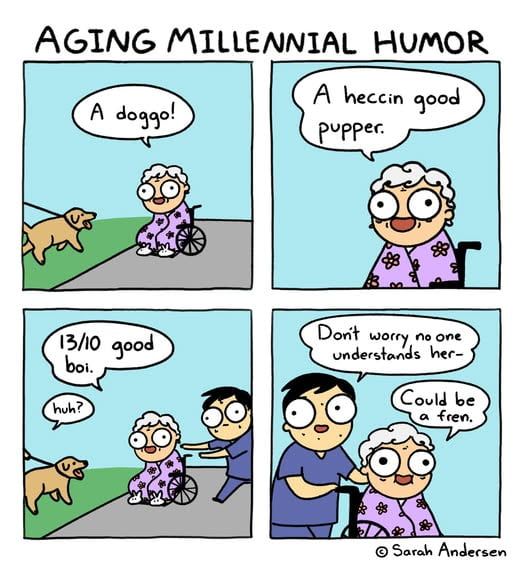 AGING MILLENNIAL HUMOR
A doggo!
A heccin good
pupper.
13/10 good
boi.
huh?
Don't worry no one
understands her-
Could be
a fren.
© Sarah Andersen